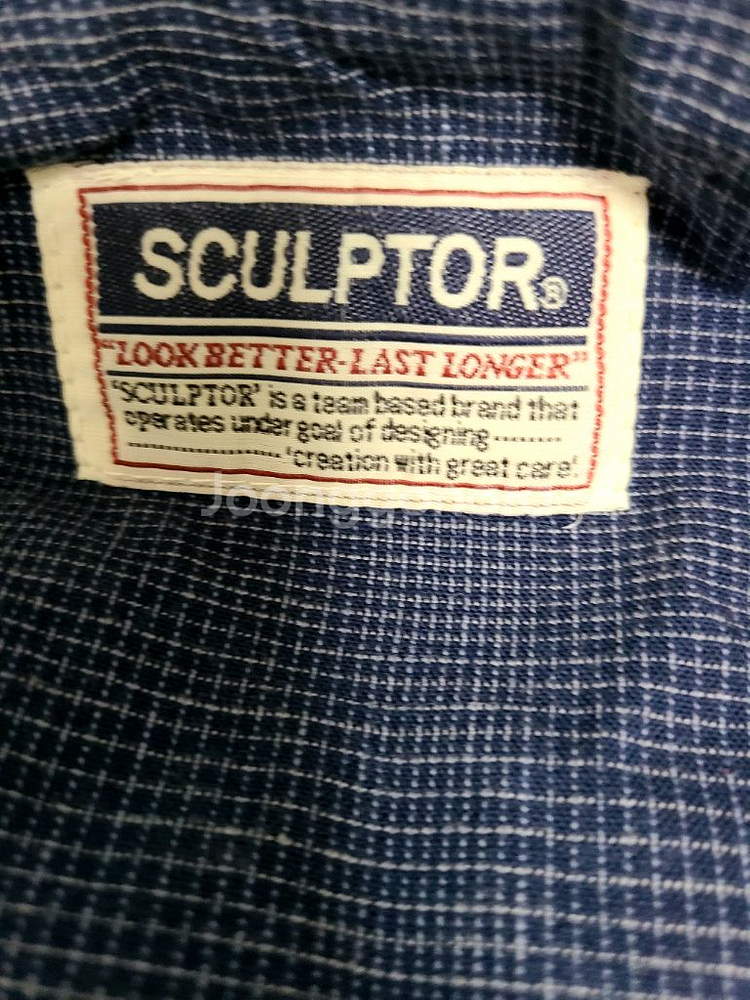 SCULPTOR®
"LOOK BETTER-LAST LONGER"
'SCULPTOR' is a team based brand that
operates under goal of designing........
....................'creation with great care'.